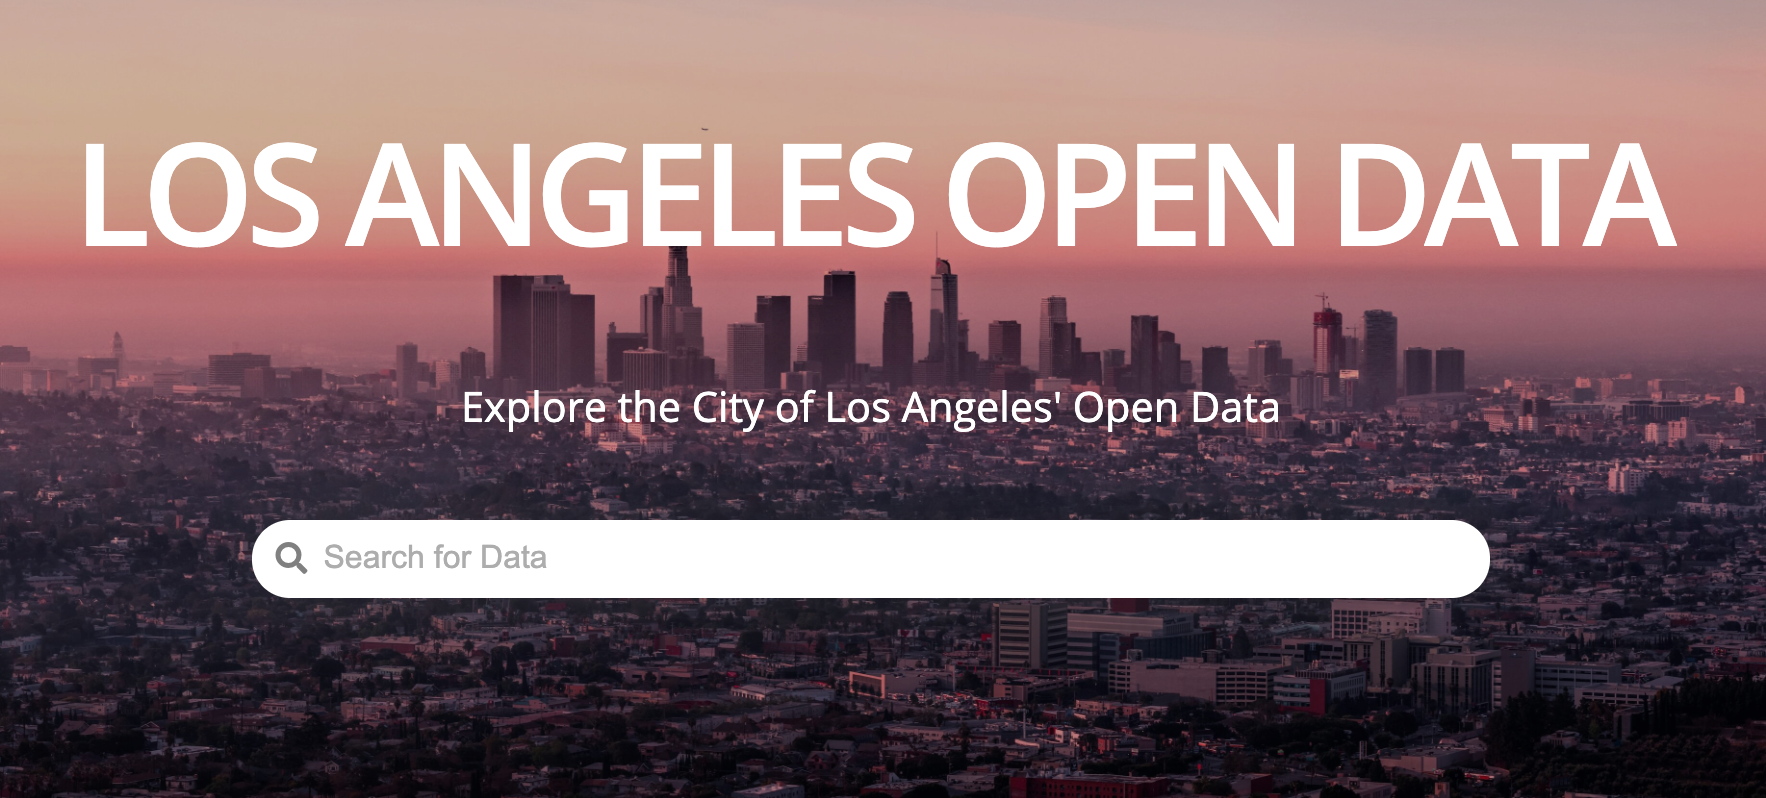 LOS ANGELES OPEN DATA
Explore the City of Los Angeles' Open Data
Search for Data